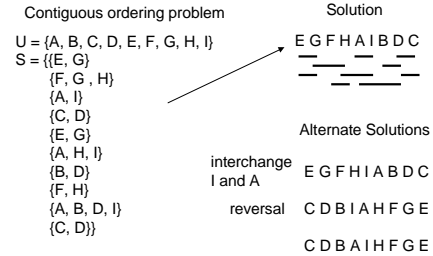 Contiguous ordering problem
U = {A, B, C, D, E, F, G, H, I}
S = {{E, G}
{F, G , H}
{A, I}
{C, D}
{E, G}
{A, H, I}
{B, D}
{F, H}
{A, B, D, I}
{C, D}}
Solution
E G F H A I B D C
Alternate Solutions
interchange
I and A
E G F H I A B D C
reversal
C D B I A H F G E
C D B A I H F G E